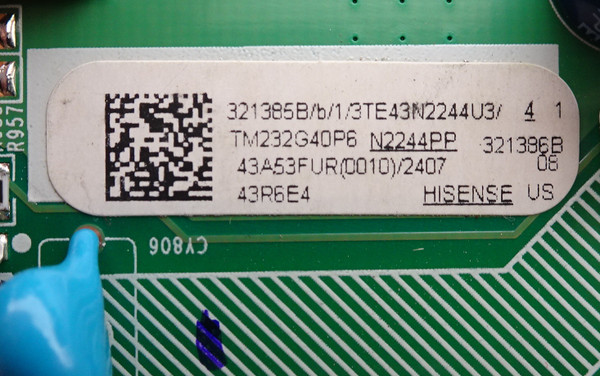 321385B/b/1/3TE43N2244U3/ 4 1
TM232G40P6 N2244PP 321386B
43A53FUR(0010)/2407 06
43R6E4 HISENSE US
R957
CY806